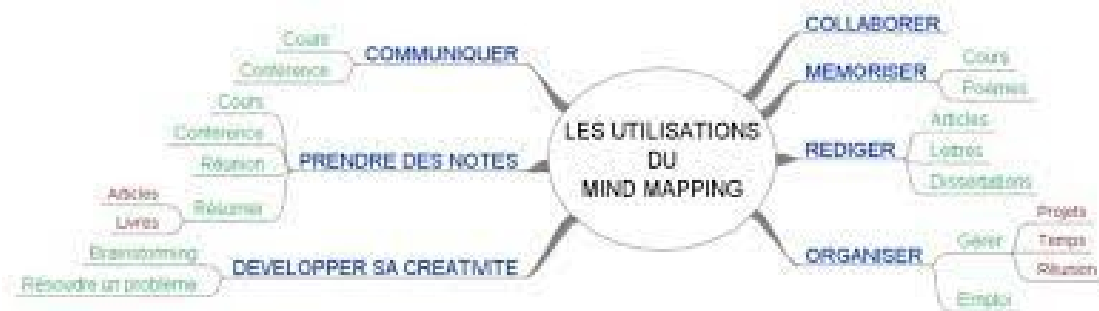 LES UTILISATIONS
DU
MIND MAPPING
COMMUNIQUER
Cours
Conférence
PRENDRE DES NOTES
Cours
Conférence
Réunion
Résumer
Articles
Livres
DEVELOPPER SA CREATIVITE
Brainstorming
Résoudre un problème
COLLABORER
MEMORISER
Cours
Poèmes
REDIGER
Articles
Lettres
Dissertations
ORGANISER
Gérer
Projets
Temps
Réunion
Emploi